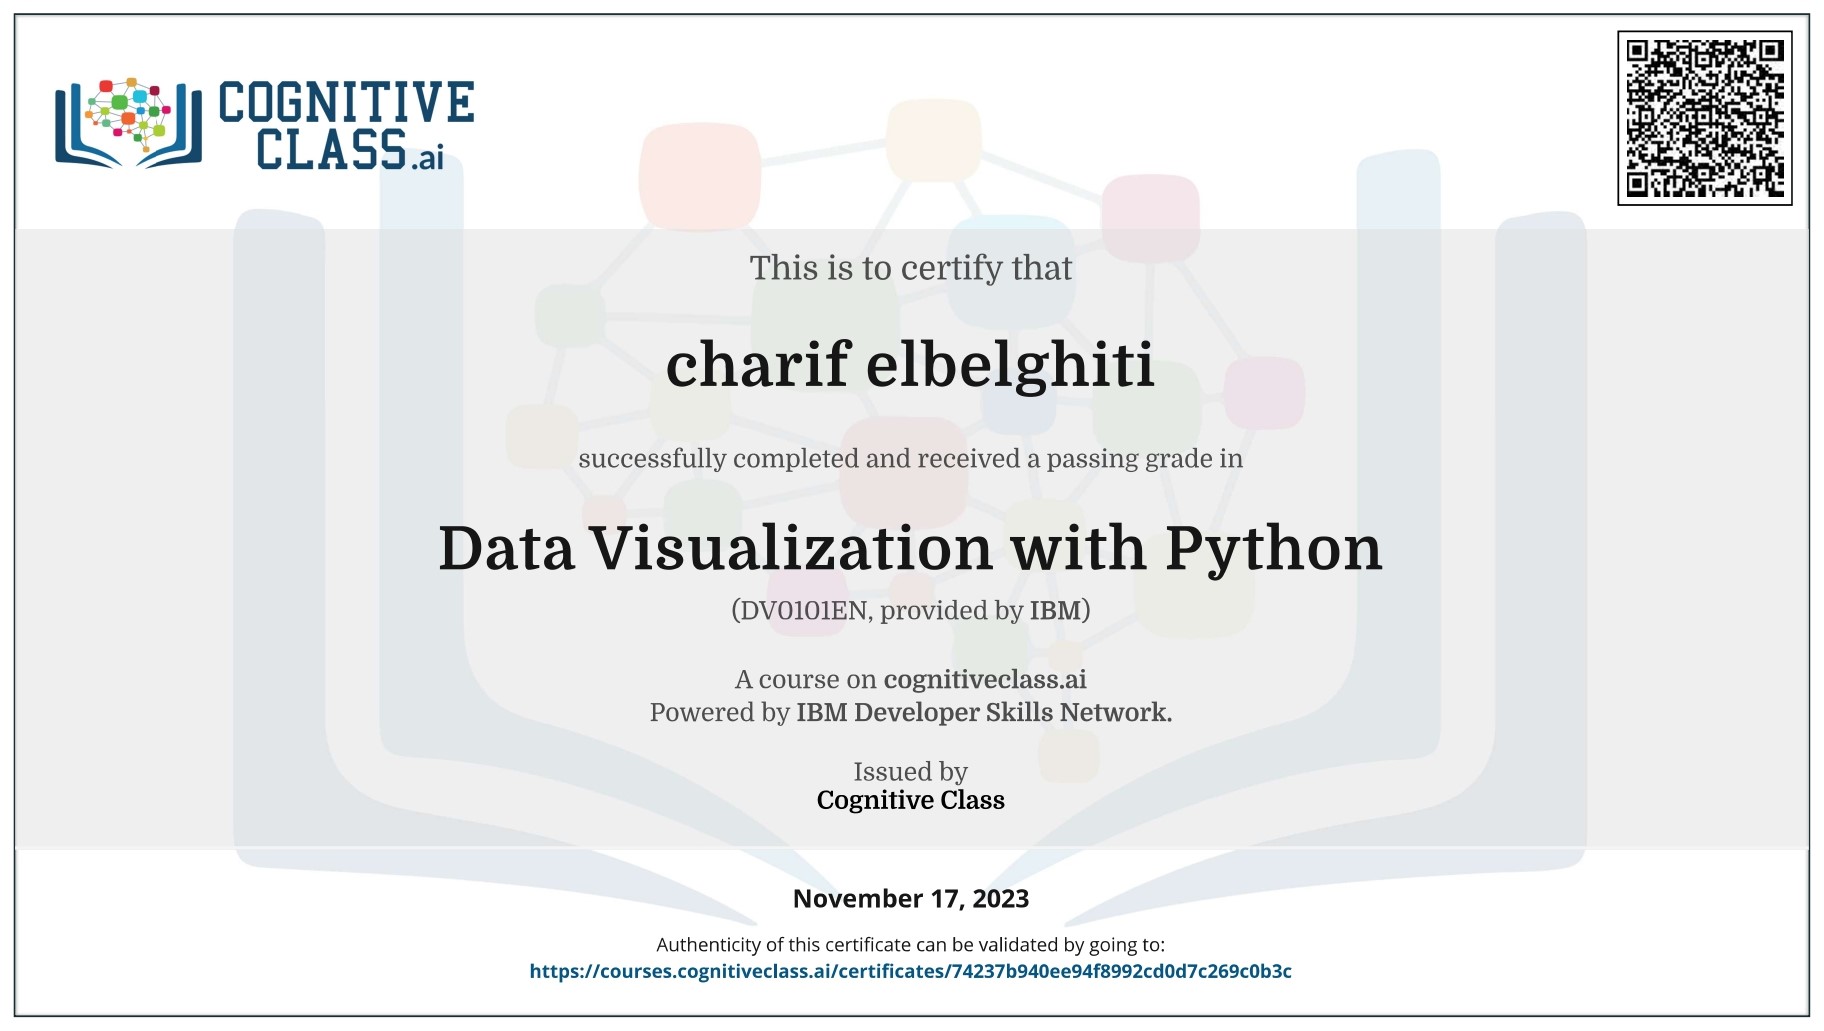 COGNITIVE
CLASS.ai
This is to certify that
charif elbelghiti
successfully completed and received a passing grade in
Data Visualization with Python
(DV0101EN, provided by IBM)
A course on cognitiveclass.ai
Powered by IBM Developer Skills Network.
Issued by
Cognitive Class
November 17, 2023
Authenticity of this certificate can be validated by going to:
https://courses.cognitiveclass.ai/certificates/74237b940ee94f8992cd0d7c269c0b3c